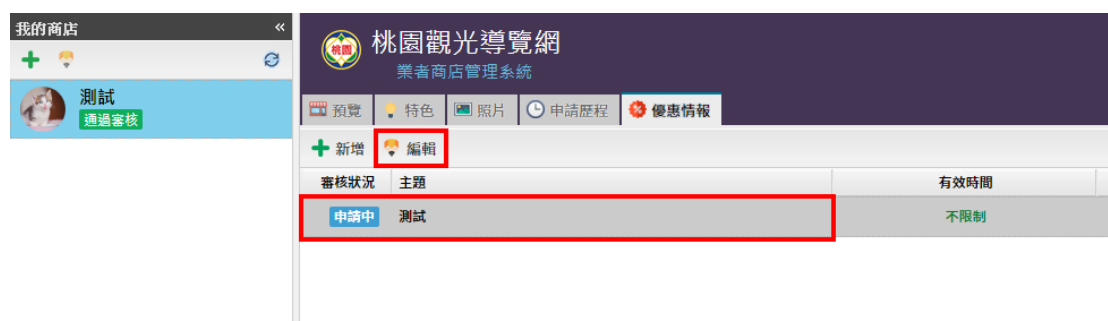 我的商店
測試
通過審核
桃園
桃園觀光導覽網
業者商店管理系統
預覽 特色 照片 申請歷程 優惠情報
新增 編輯
審核狀況 主題 有效時間
申請中 測試 不限制